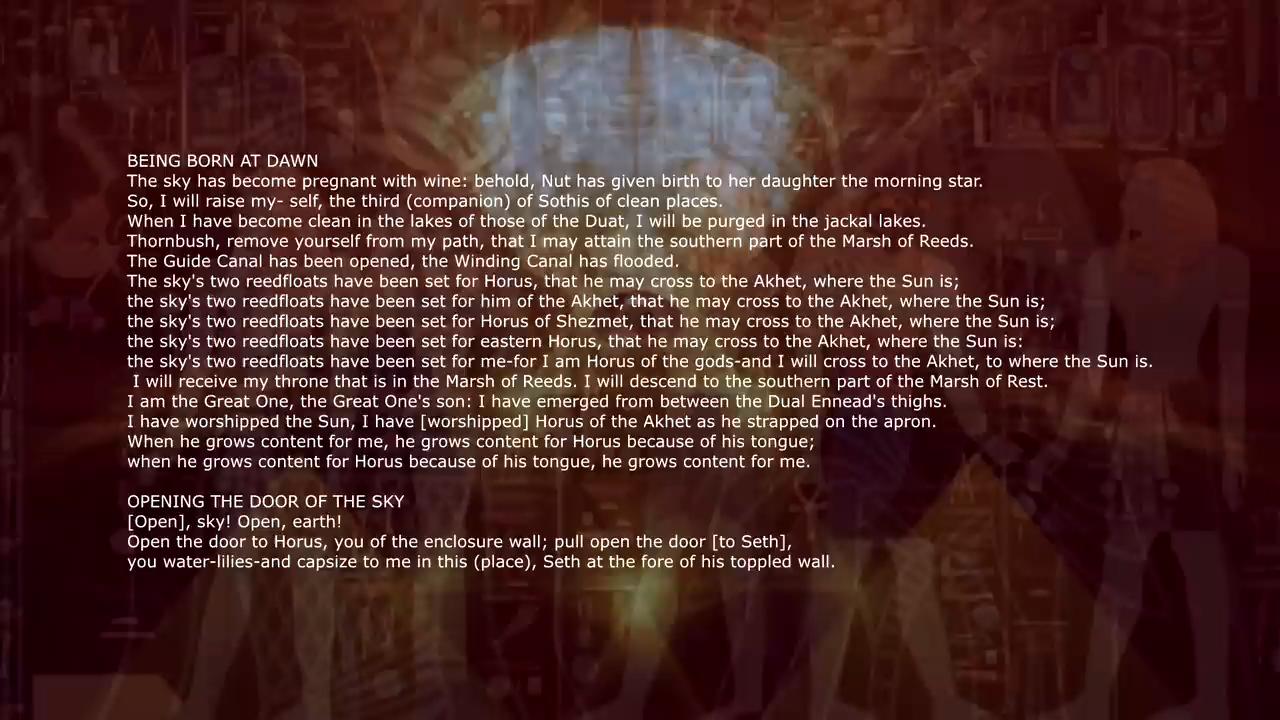 BEING BORN AT DAWN
The sky has become pregnant with wine: behold, Nut has given birth to her daughter the morning star.
So, I will raise my- self, the third (companion) of Sothis of clean places.
When I have become clean in the lakes of those of the Duat, I will be purged in the jackal lakes.
Thornbush, remove yourself from my path, that I may attain the southern part of the Marsh of Reeds.
The Guide Canal has been opened, the Winding Canal has flooded.
The sky's two reedfloats have been set for Horus, that he may cross to the Akhet, where the Sun is;
the sky's two reedfloats have been set for him of the Akhet, that he may cross to the Akhet, where the Sun is;
the sky's two reedfloats have been set for Horus of Shezmet, that he may cross to the Akhet, where the Sun is;
the sky's two reedfloats have been set for eastern Horus, that he may cross to the Akhet, where the Sun is:
the sky's two reedfloats have been set for me-for I am Horus of the gods-and I will cross to the Akhet, to where the Sun is.
I will receive my throne that is in the Marsh of Reeds. I will descend to the southern part of the Marsh of Rest.
I am the Great One, the Great One's son: I have emerged from between the Dual Ennead's thighs.
I have worshipped the Sun, I have [worshipped] Horus of the Akhet as he strapped on the apron.
When he grows content for me, he grows content for Horus because of his tongue;
when he grows content for Horus because of his tongue, he grows content for me.

OPENING THE DOOR OF THE SKY
[Open], sky! Open, earth!
Open the door to Horus, you of the enclosure wall; pull open the door [to Seth],
you water-lilies-and capsize to me in this (place), Seth at the fore of his toppled wall.